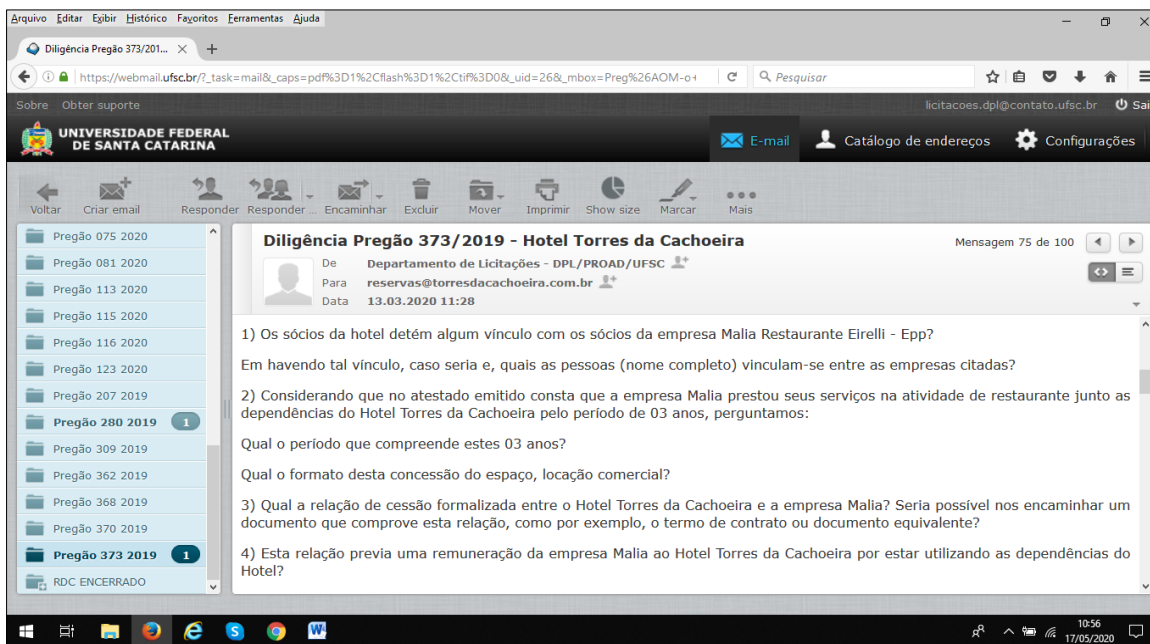 Arquivo Editar Exibir Histórico Favoritos Ferramentas Ajuda
Diligência Pregão 373/201...
https://webmail.ufsc.br/?_task=mail&_caps=pdf%3D1%2Cflash%3D1%2Ctif%3D0&_uid=26&_mbox=Preg%26AOM-o+
Pesquisar
Sobre Obter suporte
licitacoes.dpl@contato.ufsc.br Sai
UNIVERSIDADE FEDERAL
DE SANTA CATARINA
E-mail Catálogo de endereços Configurações
Voltar Criar email Responder Responder ... Encaminhar Excluir Mover Imprimir Show size Marcar Mais
Pregão 075 2020
Pregão 081 2020
Pregão 113 2020
Pregão 115 2020
Pregão 116 2020
Pregão 123 2020
Pregão 207 2019
Pregão 280 2019 1
Pregão 309 2019
Pregão 362 2019
Pregão 368 2019
Pregão 370 2019
Pregão 373 2019 1
RDC ENCERRADO
Diligência Pregão 373/2019 - Hotel Torres da Cachoeira
Mensagem 75 de 100
De Departamento de Licitações - DPL/PROAD/UFSC
Para reservas@torresdacachoeira.com.br
Data 13.03.2020 11:28
1) Os sócios da hotel detém algum vínculo com os sócios da empresa Malia Restaurante Eirelli - Epp?
Em havendo tal vínculo, caso seria e, quais as pessoas (nome completo) vinculam-se entre as empresas citadas?
2) Considerando que no atestado emitido consta que a empresa Malia prestou seus serviços na atividade de restaurante junto as
dependências do Hotel Torres da Cachoeira pelo período de 03 anos, perguntamos:
Qual o período que compreende estes 03 anos?
Qual o formato desta concessão do espaço, locação comercial?
3) Qual a relação de cessão formalizada entre o Hotel Torres da Cachoeira e a empresa Malia? Seria possível nos encaminhar um
documento que comprove esta relação, como por exemplo, o termo de contrato ou documento equivalente?
4) Esta relação previa uma remuneração da empresa Malia ao Hotel Torres da Cachoeira por estar utilizando as dependências do
Hotel?
10:56
17/05/2020